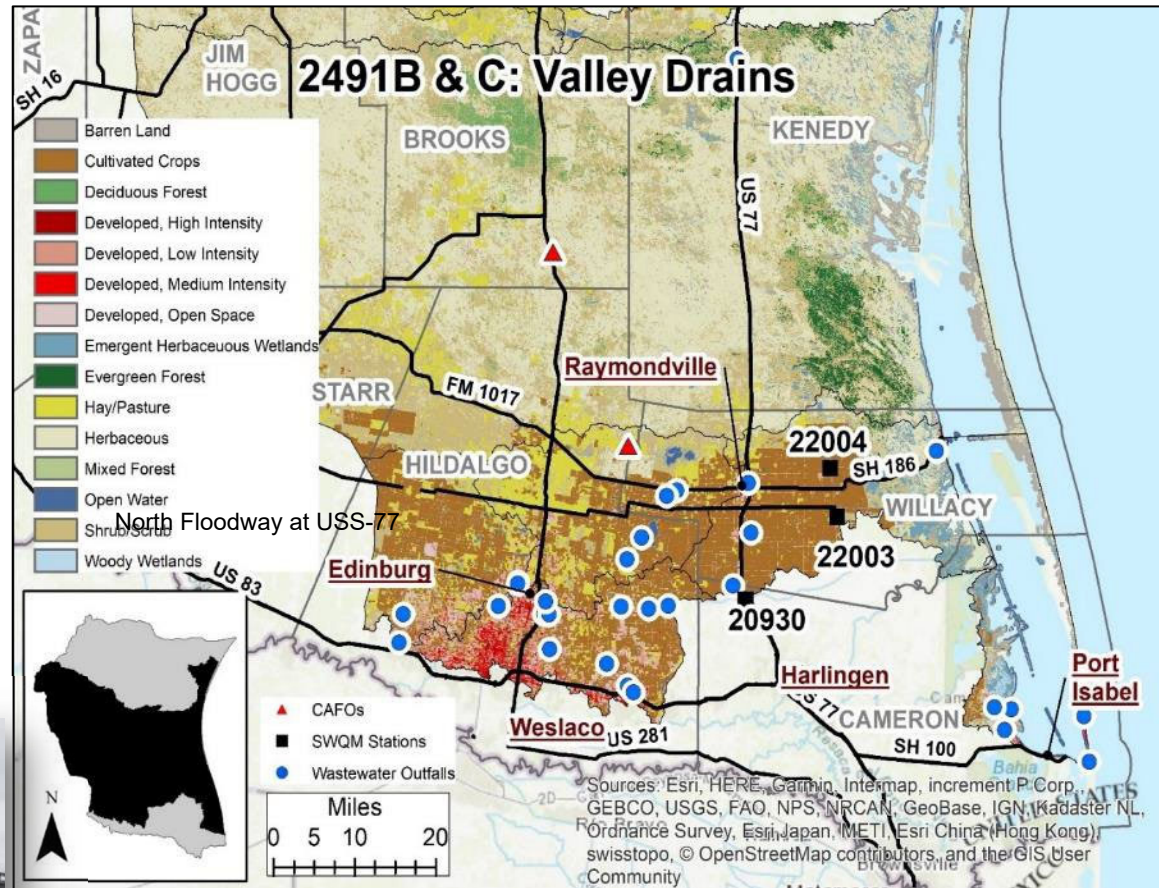 ZAPA
SH 16
JIM
HOGG
2491B & C: Valley Drains
BROOKS
KENEDY
US 77
Barren Land
Cultivated Crops
Deciduous Forest
Developed, High Intensity
Developed, Low Intensity
Developed, Medium Intensity
Developed, Open Space
Emergent Herbaceuous Wetlands
Evergreen Forest
Hay/Pasture
Herbaceous
Mixed Forest
Open Water
Shrub/Scrub
Woody Wetlands
North Floodway at USS-77
STARR
FM 1017
Raymondville
HILDALGO
22004
SH 186
WILLACY
22003
US 83
Edinburg
20930
Harlingen
Port
Isabel
Weslaco
US 281
US 77
CAMERON
SH 100
Bahia
N
CAFOs
SWQM Stations
Wastewater Outfalls
Miles
0 5 10 20
Sources: Esri, HERE, Garmin, Intermap, increment P Corp.,
GEBCO, USGS, FAO, NPS, NRCAN, GeoBase, IGN, Kadaster NL,
Ordnance Survey, Esri Japan, METI, Esri China (Hong Kong),
swisstopo, © OpenStreetMap contributors, and the GIS User
Community